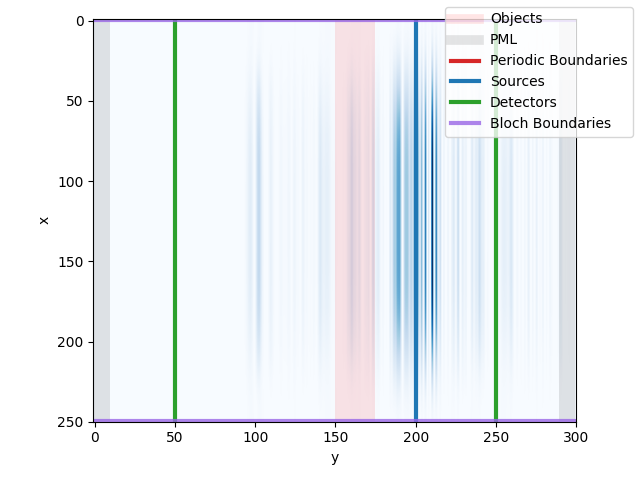 Objects
PML
Periodic Boundaries
Sources
Detectors
Bloch Boundaries
0
50
100
150
200
250
x
0
50
100
150
200
250
300
y